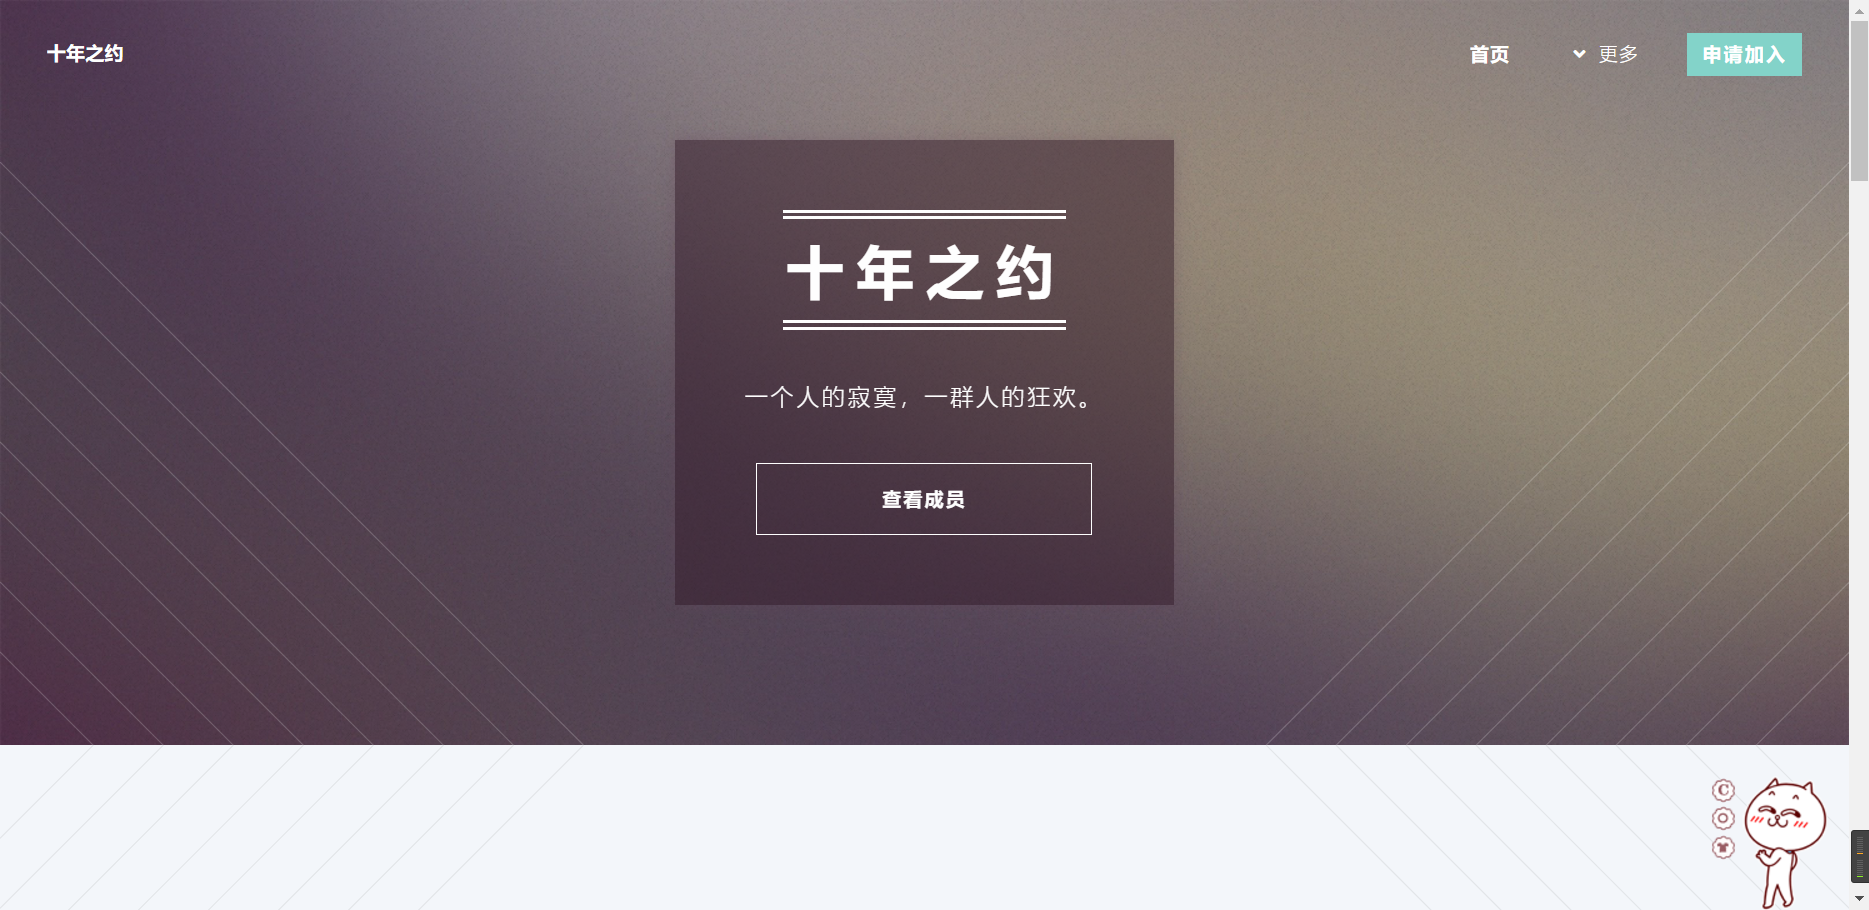 十年之约
首页
更多
申请加入
十年之约
一个人的寂寞，一群人的狂欢。
查看成员
C